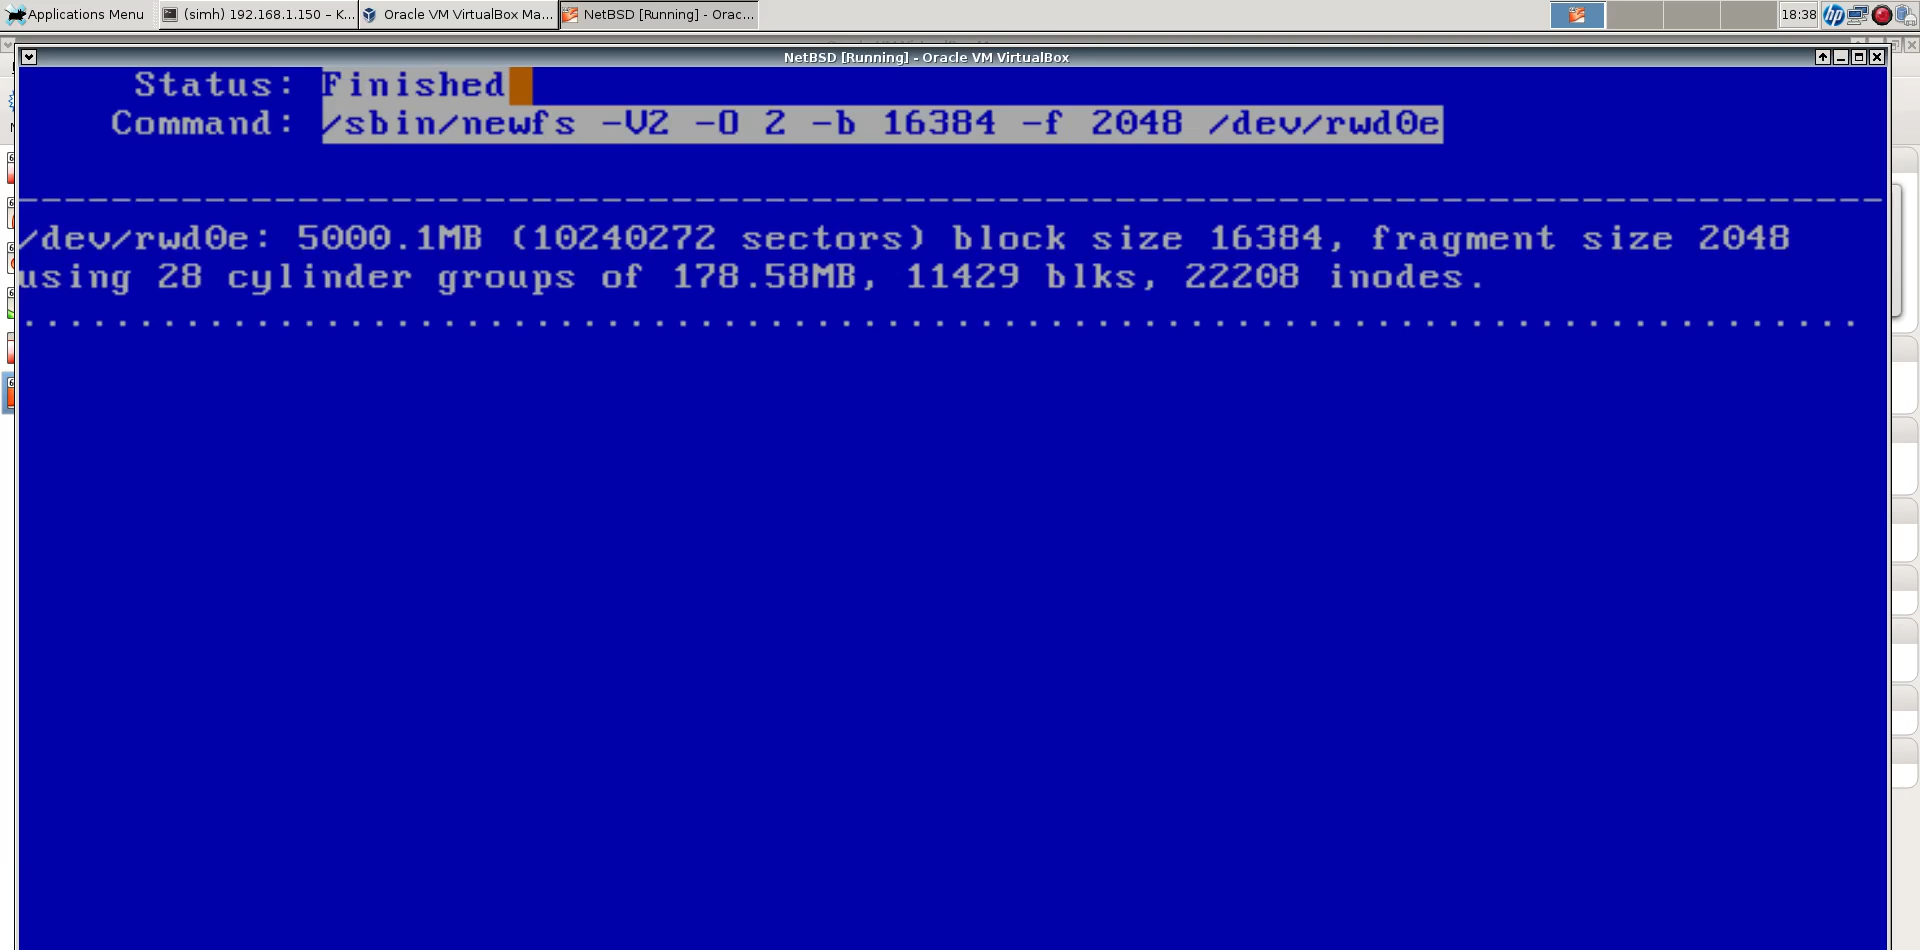 Applications Menu
(simh) 192.168.1.150 – K...
Oracle VM VirtualBox Ma...
NetBSD [Running] - Orac...
18:38
hp
NetBSD [Running] - Oracle VM VirtualBox
Status: Finished
Command: /sbin/newfs -V2 -O 2 -b 16384 -f 2048 /dev/rwd0e
--------------------------------------------------------------------------------
/dev/rwd0e: 5000.1MB (10240272 sectors) block size 16384, fragment size 2048
using 28 cylinder groups of 178.58MB, 11429 blks, 22208 inodes.
...............................................................................